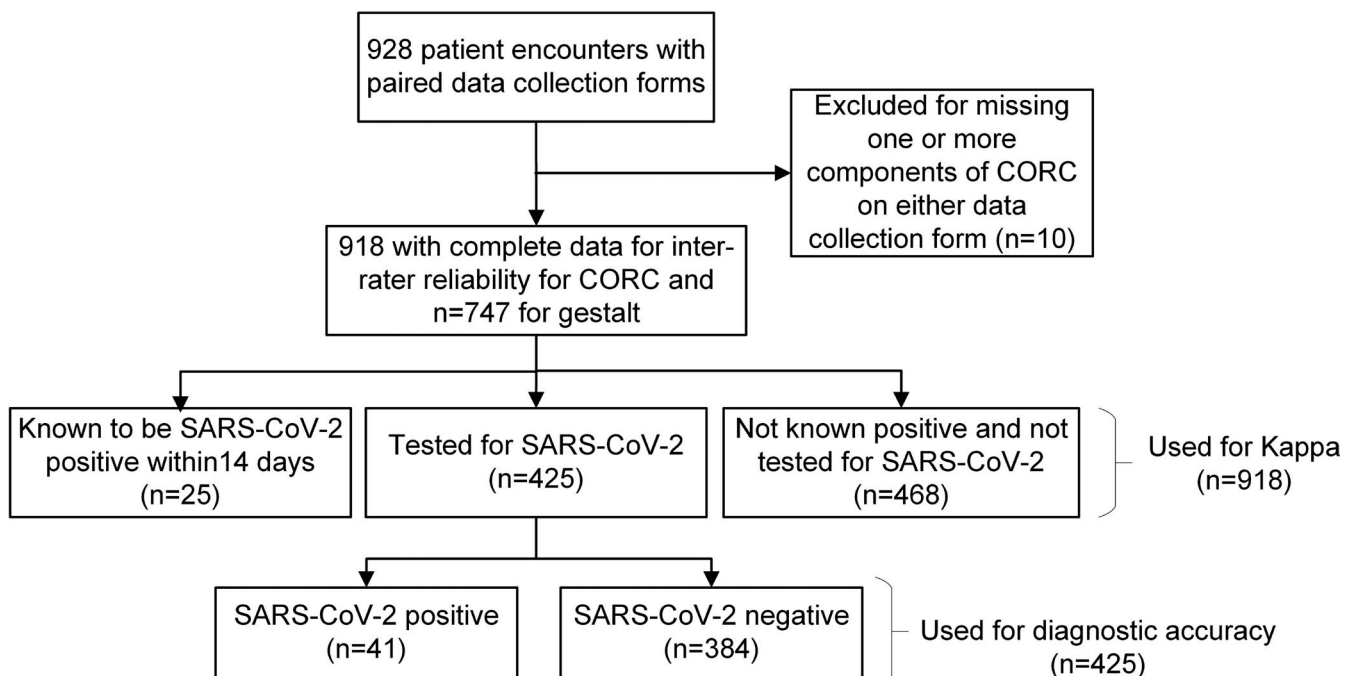 928 patient encounters with
paired data collection forms
Excluded for missing
one or more
components of CORC
on either data
collection form (n=10)
918 with complete data for inter-
rater reliability for CORC and
n=747 for gestalt
Known to be SARS-CoV-2
positive within14 days
(n=25)
Tested for SARS-CoV-2
(n=425)
Not known positive and not
tested for SARS-CoV-2
(n=468)
Used for Kappa
(n=918)
SARS-CoV-2 positive
(n=41)
SARS-CoV-2 negative
(n=384)
Used for diagnostic accuracy
(n=425)